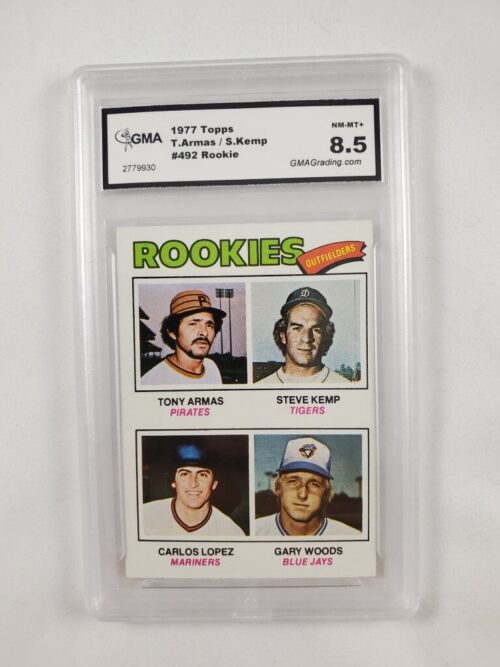 GMA
2779930
1977 Topps
T.Armas / S.Kemp
#492 Rookie
NM-MT+
8.5
GMAGrading.com
ROOKIES
OUTFIELDERS
TONY ARMAS
PIRATES
STEVE KEMP
TIGERS
CARLOS LOPEZ
MARINERS
GARY WOODS
BLUE JAYS